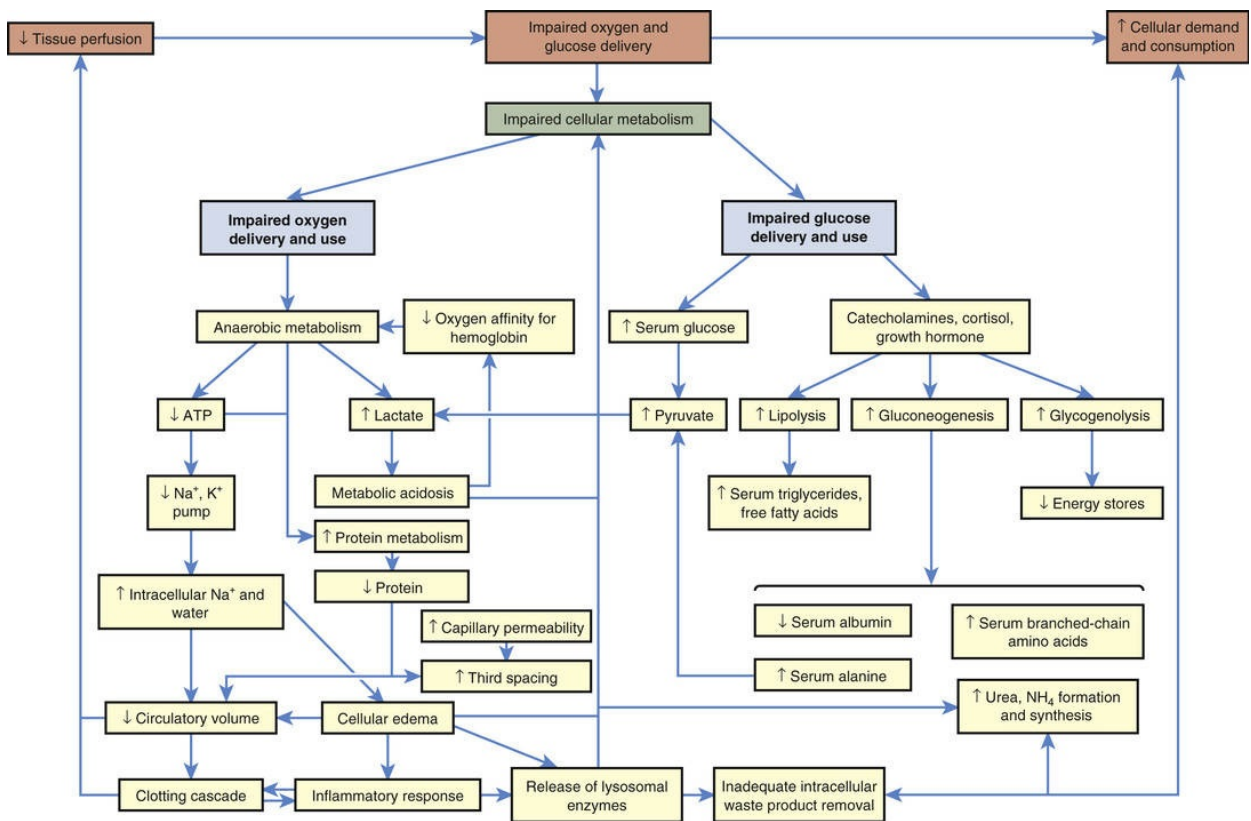 ↓ Tissue perfusion
Impaired oxygen and
glucose delivery
↑ Cellular demand
and consumption
Impaired cellular metabolism
Impaired oxygen
delivery and use
Impaired glucose
delivery and use
Anaerobic metabolism
↓ Oxygen affinity for
hemoglobin
↑ Serum glucose
Catecholamines, cortisol,
growth hormone
↓ ATP
↑ Lactate
↑ Pyruvate
↑ Lipolysis
↑ Gluconeogenesis
↑ Glycogenolysis
↓ Na⁺, K⁺
pump
Metabolic acidosis
↑ Serum triglycerides,
free fatty acids
↓ Energy stores
↑ Protein metabolism
↑ Intracellular Na⁺ and
water
↓ Protein
↑ Capillary permeability
↓ Serum albumin
↑ Serum branched-chain
amino acids
↑ Third spacing
↑ Serum alanine
↓ Circulatory volume
Cellular edema
↑ Urea, NH₄ formation
and synthesis
Clotting cascade
Inflammatory response
Release of lysosomal
enzymes
Inadequate intracellular
waste product removal